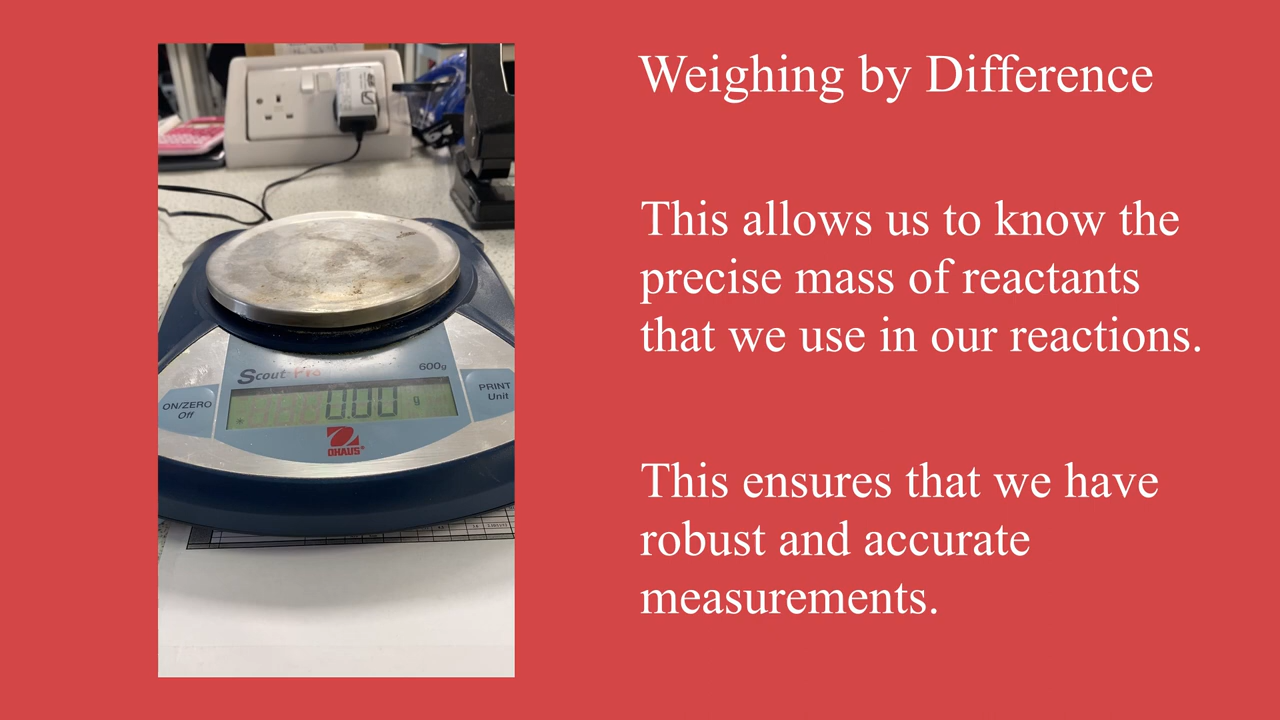 Weighing by Difference
This allows us to know the
precise mass of reactants
that we use in our reactions.
This ensures that we have
robust and accurate
measurements.
Scout Pro
600g
ON/ZERO
Off
0.00 g
PRINT
Unit
OHAUS